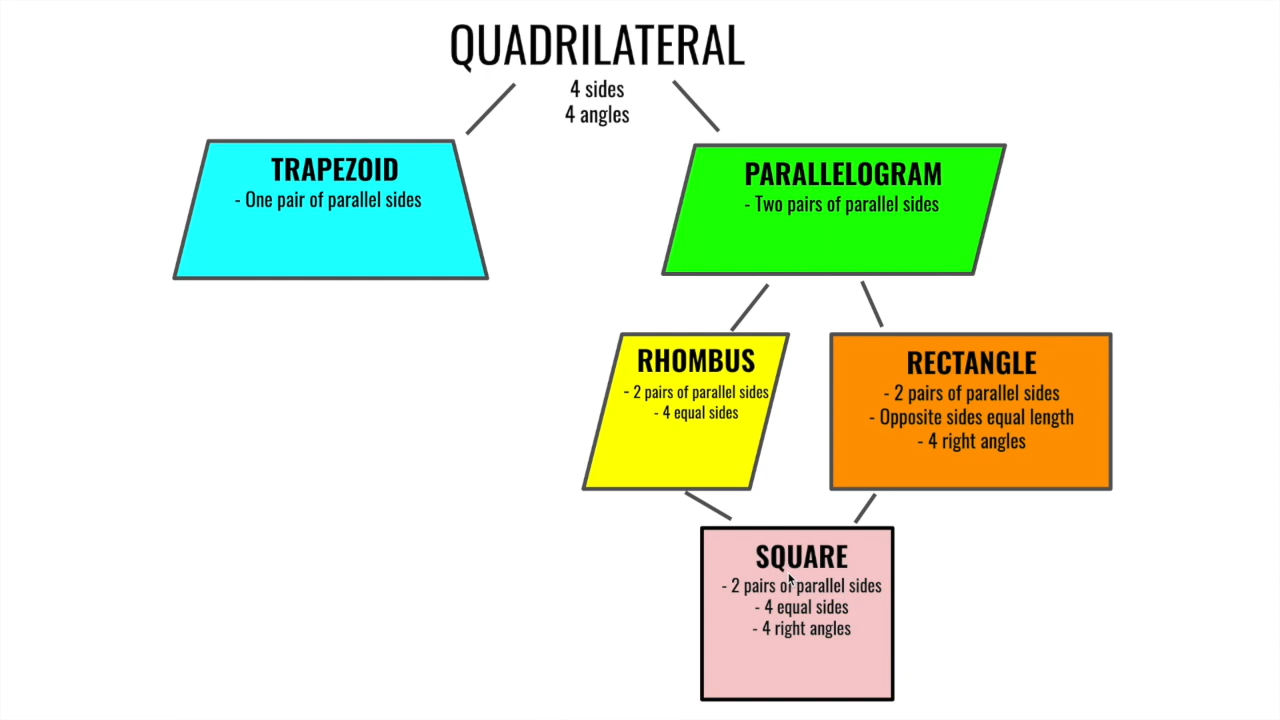 QUADRILATERAL
4 sides
4 angles
TRAPEZOID
- One pair of parallel sides
PARALLELOGRAM
- Two pairs of parallel sides
RHOMBUS
- 2 pairs of parallel sides
- 4 equal sides
RECTANGLE
- 2 pairs of parallel sides
- Opposite sides equal length
- 4 right angles
SQUARE
- 2 pairs of parallel sides
- 4 equal sides
- 4 right angles